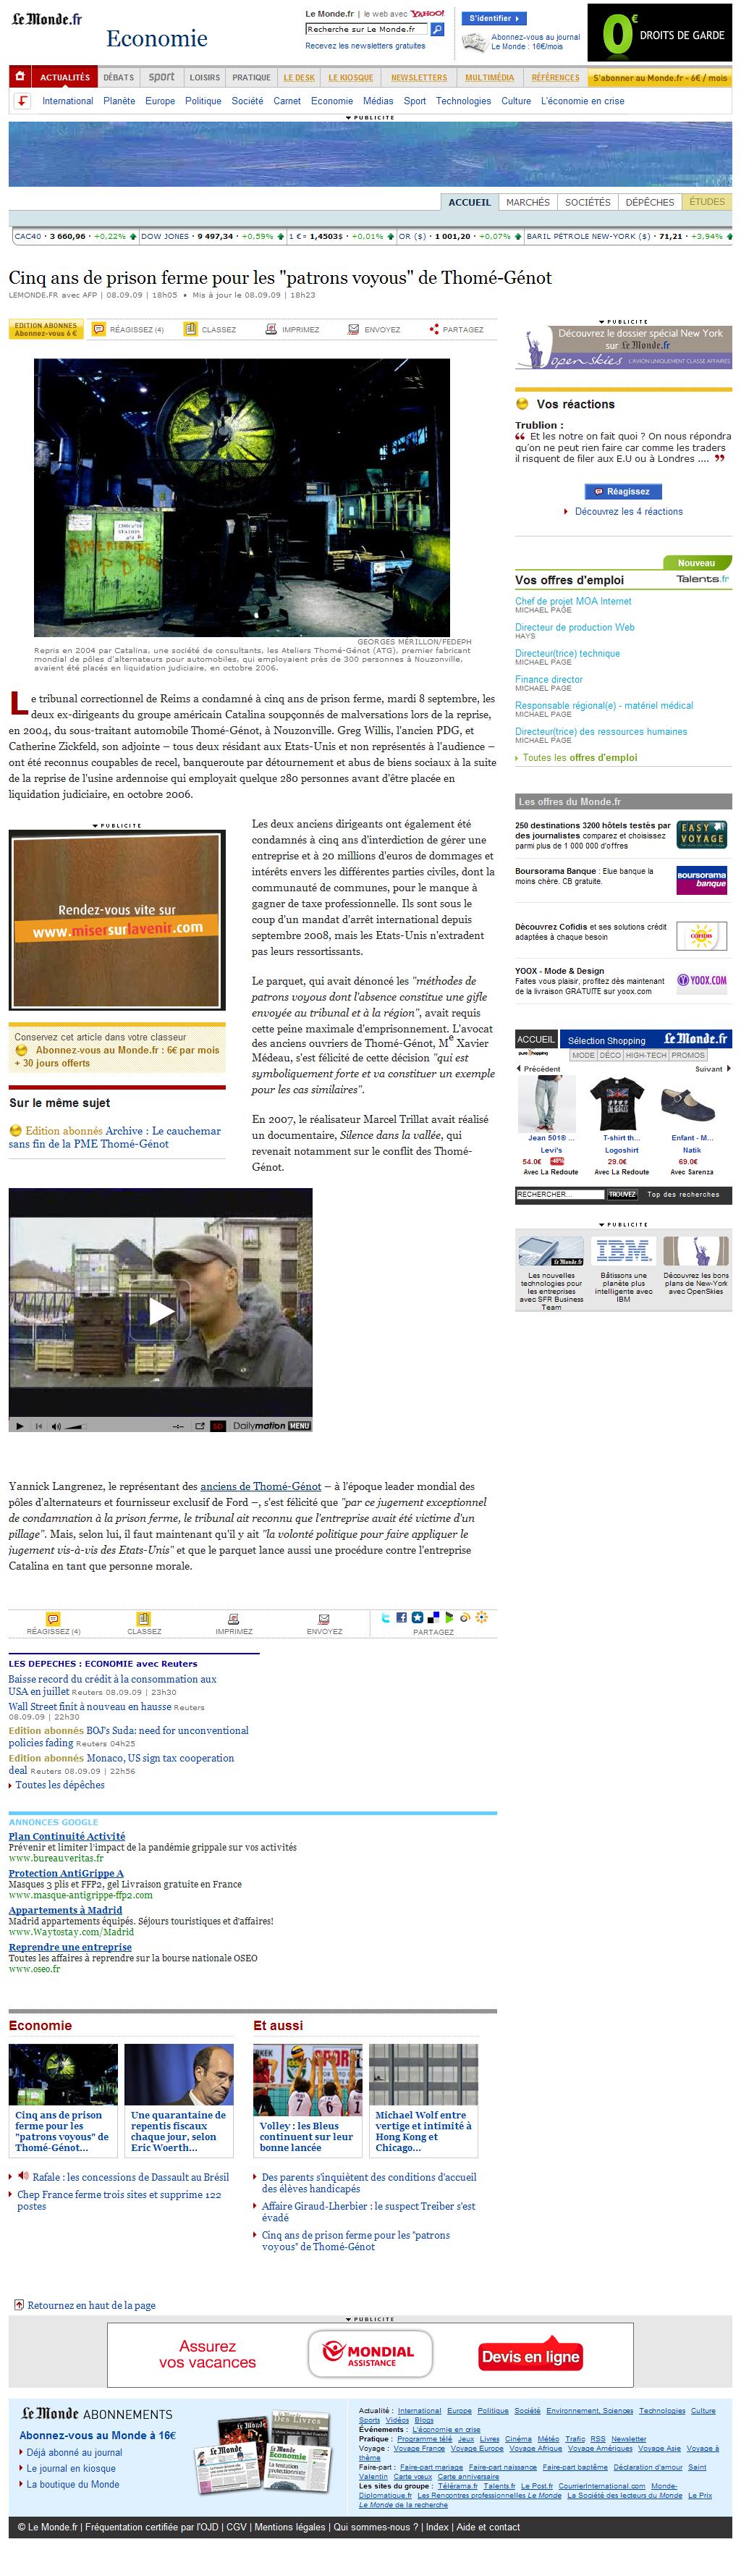 Le Monde.fr
Economie
Le Monde.fr | le web avec YAHOO!
Recherche sur Le Monde.fr
Recevez les newsletters gratuites
S'identifier
Abonnez-vous au journal
Le Monde : 16€/mois
0€ DROITS DE GARDE
ACTUALITÉS DÉBATS sport LOISIRS PRATIQUE LE DESK LE KIOSQUE NEWSLETTERS MULTIMÉDIA RÉFÉRENCES S'abonner au Monde.fr - 6€ / mois
International Planète Europe Politique Société Carnet Economie Médias Sport Technologies Culture L'économie en crise
PUBLICITE
ACCUEIL MARCHÉS SOCIÉTÉS DÉPÊCHES ÉTUDES
CAC40 · 3 660,96 · +0,22% DOW JONES · 9 497,34 · +0,59% 1 € = 1,4503$ · +0,01% OR ($) · 1 001,20 · +0,07% BARIL PÉTROLE NEW-YORK ($) · 71,21 · +3,94%
Cinq ans de prison ferme pour les "patrons voyous" de Thomé-Génot
LEMONDE.FR avec AFP | 08.09.09 | 18h05 • Mis à jour le 08.09.09 | 18h23
EDITION ABONNÉS
Abonnez-vous 6 €
RÉAGISSEZ (4) CLASSEZ IMPRIMEZ ENVOYEZ PARTAGEZ
GEORGES MÉRILLON/FEDEPH
Repris en 2004 par Catalina, une société de consultants, les Ateliers Thomé-Génot (ATG), premier fabricant
mondial de pôles d'alternateurs pour automobiles, qui employaient près de 300 personnes à Nouzonville,
avaient été placés en liquidation judiciaire, en octobre 2006.
Le tribunal correctionnel de Reims a condamné à cinq ans de prison ferme, mardi 8 septembre, les
deux ex-dirigeants du groupe américain Catalina soupçonnés de malversations lors de la reprise,
en 2004, du sous-traitant automobile Thomé-Génot, à Nouzonville. Greg Willis, l'ancien PDG, et
Catherine Zickfeld, son adjointe – tous deux résidant aux Etats-Unis et non représentés à l'audience –
ont été reconnus coupables de recel, banqueroute par détournement et abus de biens sociaux à la suite
de la reprise de l'usine ardennoise qui employait quelque 280 personnes avant d'être placée en
liquidation judiciaire, en octobre 2006.
PUBLICITE
Rendez-vous vite sur
www.misersurlavenir.com
Conservez cet article dans votre classeur
Abonnez-vous au Monde.fr : 6€ par mois
+ 30 jours offerts
Sur le même sujet
Edition abonnés Archive : Le cauchemar
sans fin de la PME Thomé-Génot
Les deux anciens dirigeants ont également été
condamnés à cinq ans d'interdiction de gérer une
entreprise et à 20 millions d'euros de dommages et
intérêts envers les différentes parties civiles, dont la
communauté de communes, pour le manque à
gagner de taxe professionnelle. Ils sont sous le
coup d'un mandat d'arrêt international depuis
septembre 2008, mais les Etats-Unis n'extradent
pas leurs ressortissants.
Le parquet, qui avait dénoncé les "méthodes de
patrons voyous dont l'absence constitue une gifle
envoyée au tribunal et à la région", avait requis
cette peine maximale d'emprisonnement. L'avocat
des anciens ouvriers de Thomé-Génot, Me Xavier
Médeau, s'est félicité de cette décision "qui est
symboliquement forte et va constituer un exemple
pour les cas similaires".
En 2007, le réalisateur Marcel Trillat avait réalisé
un documentaire, Silence dans la vallée, qui
revenait notamment sur le conflit des Thomé-
Génot.
Dailymotion MENU
Yannick Langrenez, le représentant des anciens de Thomé-Génot – à l'époque leader mondial des
pôles d'alternateurs et fournisseur exclusif de Ford –, s'est félicité que "par ce jugement exceptionnel
de condamnation à la prison ferme, le tribunal ait reconnu que l'entreprise avait été victime d'un
pillage". Mais, selon lui, il faut maintenant qu'il y ait "la volonté politique pour faire appliquer le
jugement vis-à-vis des Etats-Unis" et que le parquet lance aussi une procédure contre l'entreprise
Catalina en tant que personne morale.
RÉAGISSEZ (4) CLASSEZ IMPRIMEZ ENVOYEZ PARTAGEZ
LES DEPECHES : ECONOMIE avec Reuters
Baisse record du crédit à la consommation aux
USA en juillet Reuters 08.09.09 | 23h30
Wall Street finit à nouveau en hausse Reuters
08.09.09 | 22h30
Edition abonnés BOJ's Suda: need for unconventional
policies fading Reuters 04h25
Edition abonnés Monaco, US sign tax cooperation
deal Reuters 08.09.09 | 22h56
Toutes les dépêches
ANNONCES GOOGLE
Plan Continuité Activité
Prévenir et limiter l'impact de la pandémie grippale sur vos activités
www.bureauveritas.fr
Protection AntiGrippe A
Masques 3 plis et FFP2, gel Livraison gratuite en France
www.masque-antigrippe-ffp2.com
Appartements à Madrid
Madrid appartements équipés. Séjours touristiques et d'affaires!
www.Waytostay.com/Madrid
Reprendre une entreprise
Toutes les affaires à reprendre sur la bourse nationale OSEO
www.oseo.fr
Economie
Cinq ans de prison
ferme pour les
"patrons voyous" de
Thomé-Génot...
Une quarantaine de
repentis fiscaux
chaque jour, selon
Eric Woerth...
Rafale : les concessions de Dassault au Brésil
Chep France ferme trois sites et supprime 122
postes
Et aussi
Volley : les Bleus
continuent sur leur
bonne lancée
Michael Wolf entre
vertige et intimité à
Hong Kong et
Chicago...
Des parents s'inquiètent des conditions d'accueil
des élèves handicapés
Affaire Giraud-Lherbier : le suspect Treiber s'est
évadé
Cinq ans de prison ferme pour les "patrons
voyous" de Thomé-Génot
PUBLICITE
Découvrez le dossier spécial New York
sur Le Monde.fr
open skies L'AVION UNIQUEMENT CLASSE AFFAIRES
Vos réactions
Trublion :
Et les notre on fait quoi ? On nous répondra
qu'on ne peut rien faire car comme les traders
il risquent de filer aux E.U ou à Londres ....
Réagissez
Découvrez les 4 réactions
Nouveau
Vos offres d'emploi Talents.fr
Chef de projet MOA Internet
MICHAEL PAGE
Directeur de production Web
HAYS
Directeur(trice) technique
MICHAEL PAGE
Finance director
MICHAEL PAGE
Responsable régional(e) - matériel médical
MICHAEL PAGE
Directeur(trice) des ressources humaines
MICHAEL PAGE
Toutes les offres d'emploi
Les offres du Monde.fr
250 destinations 3200 hôtels testés par
des journalistes comparez et choisissez
parmi plus de 1 000 000 d'offres
EASY VOYAGE
Boursorama Banque : Elue banque la
moins chère. CB gratuite.
boursorama banque
Découvrez Cofidis et ses solutions crédit
adaptées à chaque besoin
COFIDIS
YOOX - Mode & Design
Faites vous plaisir, profitez dès maintenant
de la livraison GRATUITE sur yoox.com
YOOX.COM
ACCUEIL Sélection Shopping Le Monde.fr
pureshopping MODE DÉCO HIGH-TECH PROMOS
Précédent Suivant
Jean 501® ... T-shirt th... Enfant - M...
Levi's Logoshirt Natik
54.0€ -40% 29.0€ 69.0€
Avec La Redoute Avec La Redoute Avec Sarenza
RECHERCHER... TROUVEZ Top des recherches
PUBLICITE
IBM
Les nouvelles
technologies pour
les entreprises
avec SFR Business
Team
Bâtissons une
planète plus
intelligente avec
IBM
Découvrez les bons
plans de New-York
avec OpenSkies
Retournez en haut de la page
PUBLICITE
Assurez
vos vacances
MONDIAL
ASSISTANCE
Devis en ligne
Le Monde ABONNEMENTS
Abonnez-vous au Monde à 16€
Déjà abonné au journal
Le journal en kiosque
La boutique du Monde
Actualité : International Europe Politique Société Environnement, Sciences Technologies Culture
Sports Vidéos Blogs
Événements : L'économie en crise
Pratique : Programme télé Jeux Livres Cinéma Météo Trafic RSS Newsletter
Voyage : Voyage France Voyage Europe Voyage Afrique Voyage Amériques Voyage Asie Voyage à
thème
Faire-part : Faire-part mariage Faire-part naissance Faire-part baptême Déclaration d'amour Saint
Valentin Carte vœux Carte anniversaire
Les sites du groupe : Télérama.fr Talents.fr Le Post.fr CourrierInternational.com Monde-
Diplomatique.fr Les Rencontres professionnelles Le Monde La Société des lecteurs du Monde Le Prix
Le Monde de la recherche
© Le Monde.fr | Fréquentation certifiée par l'OJD | CGV | Mentions légales | Qui sommes-nous ? | Index | Aide et contact